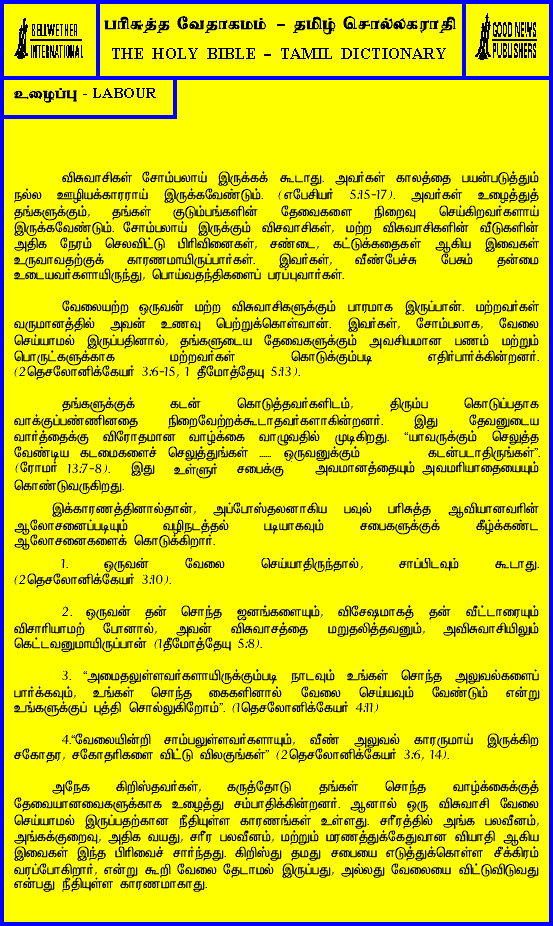 BELLWETHER
INTERNATIONAL
பரிசுத்த வேதாகமம் – தமிழ் சொல்லகராதி
THE HOLY BIBLE – TAMIL DICTIONARY
GOOD NEWS
PUBLISHERS
உழைப்பு - LABOUR
விசுவாசிகள் சோம்பலாய் இருக்கக் கூடாது. அவர்கள் காலத்தை பயன்படுத்தும்
நல்ல ஊழியக்காரராய் இருக்கவேண்டும். (எபேசியர் 5:15-17). அவர்கள் உழைத்துத்
தங்களுக்கும், தங்கள் குடும்பங்களின் தேவைகளை நிறைவு செய்கிறவர்களாய்
இருக்கவேண்டும். சோம்பலாய் இருக்கும் விசவாசிகள், மற்ற விசுவாசிகளின் வீடுகளின்
அதிக நேரம் செலவிட்டு பிரிவினைகள், சண்டை, கட்டுக்கதைகள் ஆகிய இவைகள்
உருவாவதற்குக் காரணமாயிருப்பார்கள். இவர்கள், வீண்பேச்சு பேசும் தன்மை
உடையவர்களாயிருந்து, பொய்வதந்திகளைப் பரப்புவார்கள்.
வேலையற்ற ஒருவன் மற்ற விசுவாசிகளுக்கும் பாரமாக இருப்பான். மற்றவர்கள்
வருமானத்தில் அவன் உணவு பெற்றுக்கொள்வான். இவர்கள், சோம்பலாக, வேலை
செய்யாமல் இருப்பதினால், தங்களுடைய தேவைகளுக்கும் அவசியமான பணம் மற்றும்
பொருட்களுக்காக மற்றவர்கள் கொடுக்கும்படி எதிர்பார்க்கின்றனர்.
(2தெசலோனிக்கேயர் 3:6-15, 1 தீமோத்தேயு 5:13).
தங்களுக்குக் கடன் கொடுத்தவர்களிடம், திரும்ப கொடுப்பதாக
வாக்குப்பண்ணினதை நிறைவேற்றக்கூடாதவர்களாகின்றனர். இது தேவனுடைய
வார்த்தைக்கு விரோதமான வாழ்க்கை வாழுவதில் முடிகிறது. “யாவருக்கும் செலுத்த
வேண்டிய கடமைகளைச் செலுத்துங்கள் ...... ஒருவனுக்கும் கடன்படாதிருங்கள்”.
(ரோமர் 13:7-8). இது உள்ளுர் சபைக்கு அவமானத்தையும் அவமரியாதையையும்
கொண்டுவருகிறது.
இக்காரணத்தினால்தான், அப்போஸ்தலனாகிய பவுல் பரிசுத்த ஆவியானவரின்
ஆலோசனைப்படியும் வழிநடத்தல் படியாகவும் சபைகளுக்குக் கீழ்க்கண்ட
ஆலோசனைகளைக் கொடுக்கிறார்.
1. ஒருவன் வேலை செய்யாதிருந்தால், சாப்பிடவும் கூடாது.
(2தெசலோனிக்கேயர் 3:10).
2. ஒருவன் தன் சொந்த ஜனங்களையும், விசேஷமாகத் தன் வீட்டாரையும்
விசாரியாமற் போனால், அவன் விசுவாசத்தை மறுதலித்தவனும், அவிசுவாசியிலும்
கெட்டவனுமாயிருப்பான் (1தீமோத்தேயு 5:8).
3. “அமைதலுள்ளவர்களாயிருக்கும்படி நாடவும் உங்கள் சொந்த அலுவல்களைப்
பார்க்கவும், உங்கள் சொந்த கைகளினால் வேலை செய்யவும் வேண்டும் என்று
உங்களுக்குப் புத்தி சொல்லுகிறோம்”. (1தெசலோனிக்கேயர் 4:11)
4.“வேலையின்றி சாம்பலுள்ளவர்களாயும், வீண் அலுவல் காரருமாய் இருக்கிற
சகோதர, சகோதரிகளை விட்டு விலகுங்கள்” (2தெசலோனிக்கேயர் 3:6, 14).
அநேக கிறிஸ்தவர்கள், கருத்தோடு தங்கள் சொந்த வாழ்க்கைக்குத்
தேவையானவைகளுக்காக உழைத்து சம்பாதிக்கின்றனர். ஆனால் ஒரு விசுவாசி வேலை
செய்யாமல் இருப்பதற்கான நீதியுள்ள காரணங்கள் உள்ளது. சரீரத்தில் அங்க பலவீனம்,
அங்கக்குறைவு, அதிக வயது, சரீர பலவீனம், மற்றும் மரணத்துக்கேதுவான வியாதி ஆகிய
இவைகள் இந்த பிரிவைச் சார்ந்தது. கிறிஸ்து தமது சபையை எடுத்துக்கொள்ள சீக்கிரம்
வரப்போகிறார், என்று கூறி வேலை தேடாமல் இருப்பது, அல்லது வேலையை விட்டுவிடுவது
என்பது நீதியுள்ள காரணமாகாது.